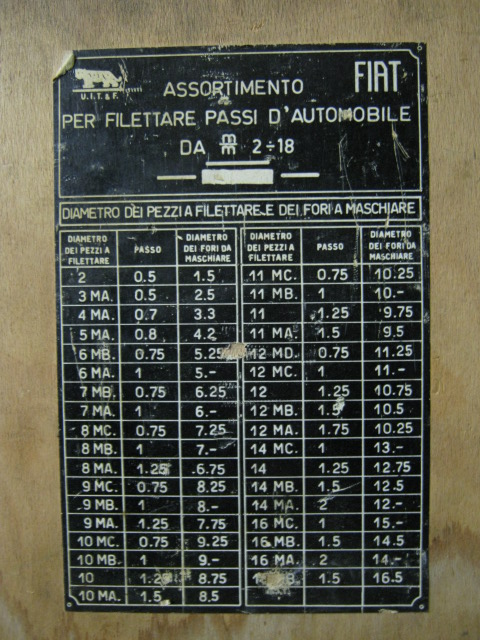 U.I.T. & F.
FIAT
ASSORTIMENTO
PER FILETTARE PASSI D'AUTOMOBILE
DA m/m 2÷18
DIAMETRO DEI PEZZI A FILETTARE E DEI FORI A MASCHIARE
DIAMETRO DEI PEZZI A FILETTARE PASSO DIAMETRO DEI FORI DA MASCHIARE DIAMETRO DEI PEZZI A FILETTARE PASSO DIAMETRO DEI FORI DA MASCHIARE
2 0.5 1.5 11 MC. 0.75 10.25
3 MA. 0.5 2.5 11 MB. 1 10.-
4 MA. 0.7 3.3 11 1.25 9.75
5 MA. 0.8 4.2 11 MA. 1.5 9.5
6 MB. 0.75 5.25 12 MD. 0.75 11.25
6 MA. 1 5.- 12 MC. 1 11.-
7 MB. 0.75 6.25 12 1.25 10.75
7 MA. 1 6.- 12 MB. 1.5 10.5
8 MC. 0.75 7.25 12 MA. 1.75 10.25
8 MB. 1 7.- 14 MC. 1 13.-
8 MA. 1.25 6.75 14 1.25 12.75
9 MC. 0.75 8.25 14 MB. 1.5 12.5
9 MB. 1 8.- 14 MA. 2 12.-
9 MA. 1.25 7.75 16 MC. 1 15.-
10 MC. 0.75 9.25 16 MB. 1.5 14.5
10 MB. 1 9.- 16 MA. 2 14.-
10 1.25 8.75 1.5 16.5
10 MA. 1.5 8.5